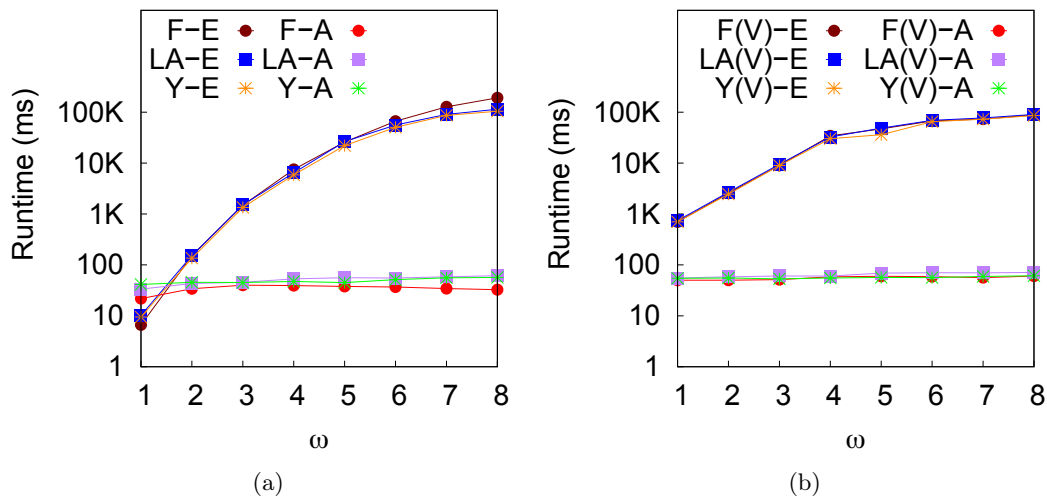 F−E F−A
LA−E LA−A
Y−E Y−A
100K
10K
1K
100
10
1
Runtime (ms)
1 2 3 4 5 6 7 8
ω
(a)
F(V)−E F(V)−A
LA(V)−E LA(V)−A
Y(V)−E Y(V)−A
100K
10K
1K
100
10
1
Runtime (ms)
1 2 3 4 5 6 7 8
ω
(b)